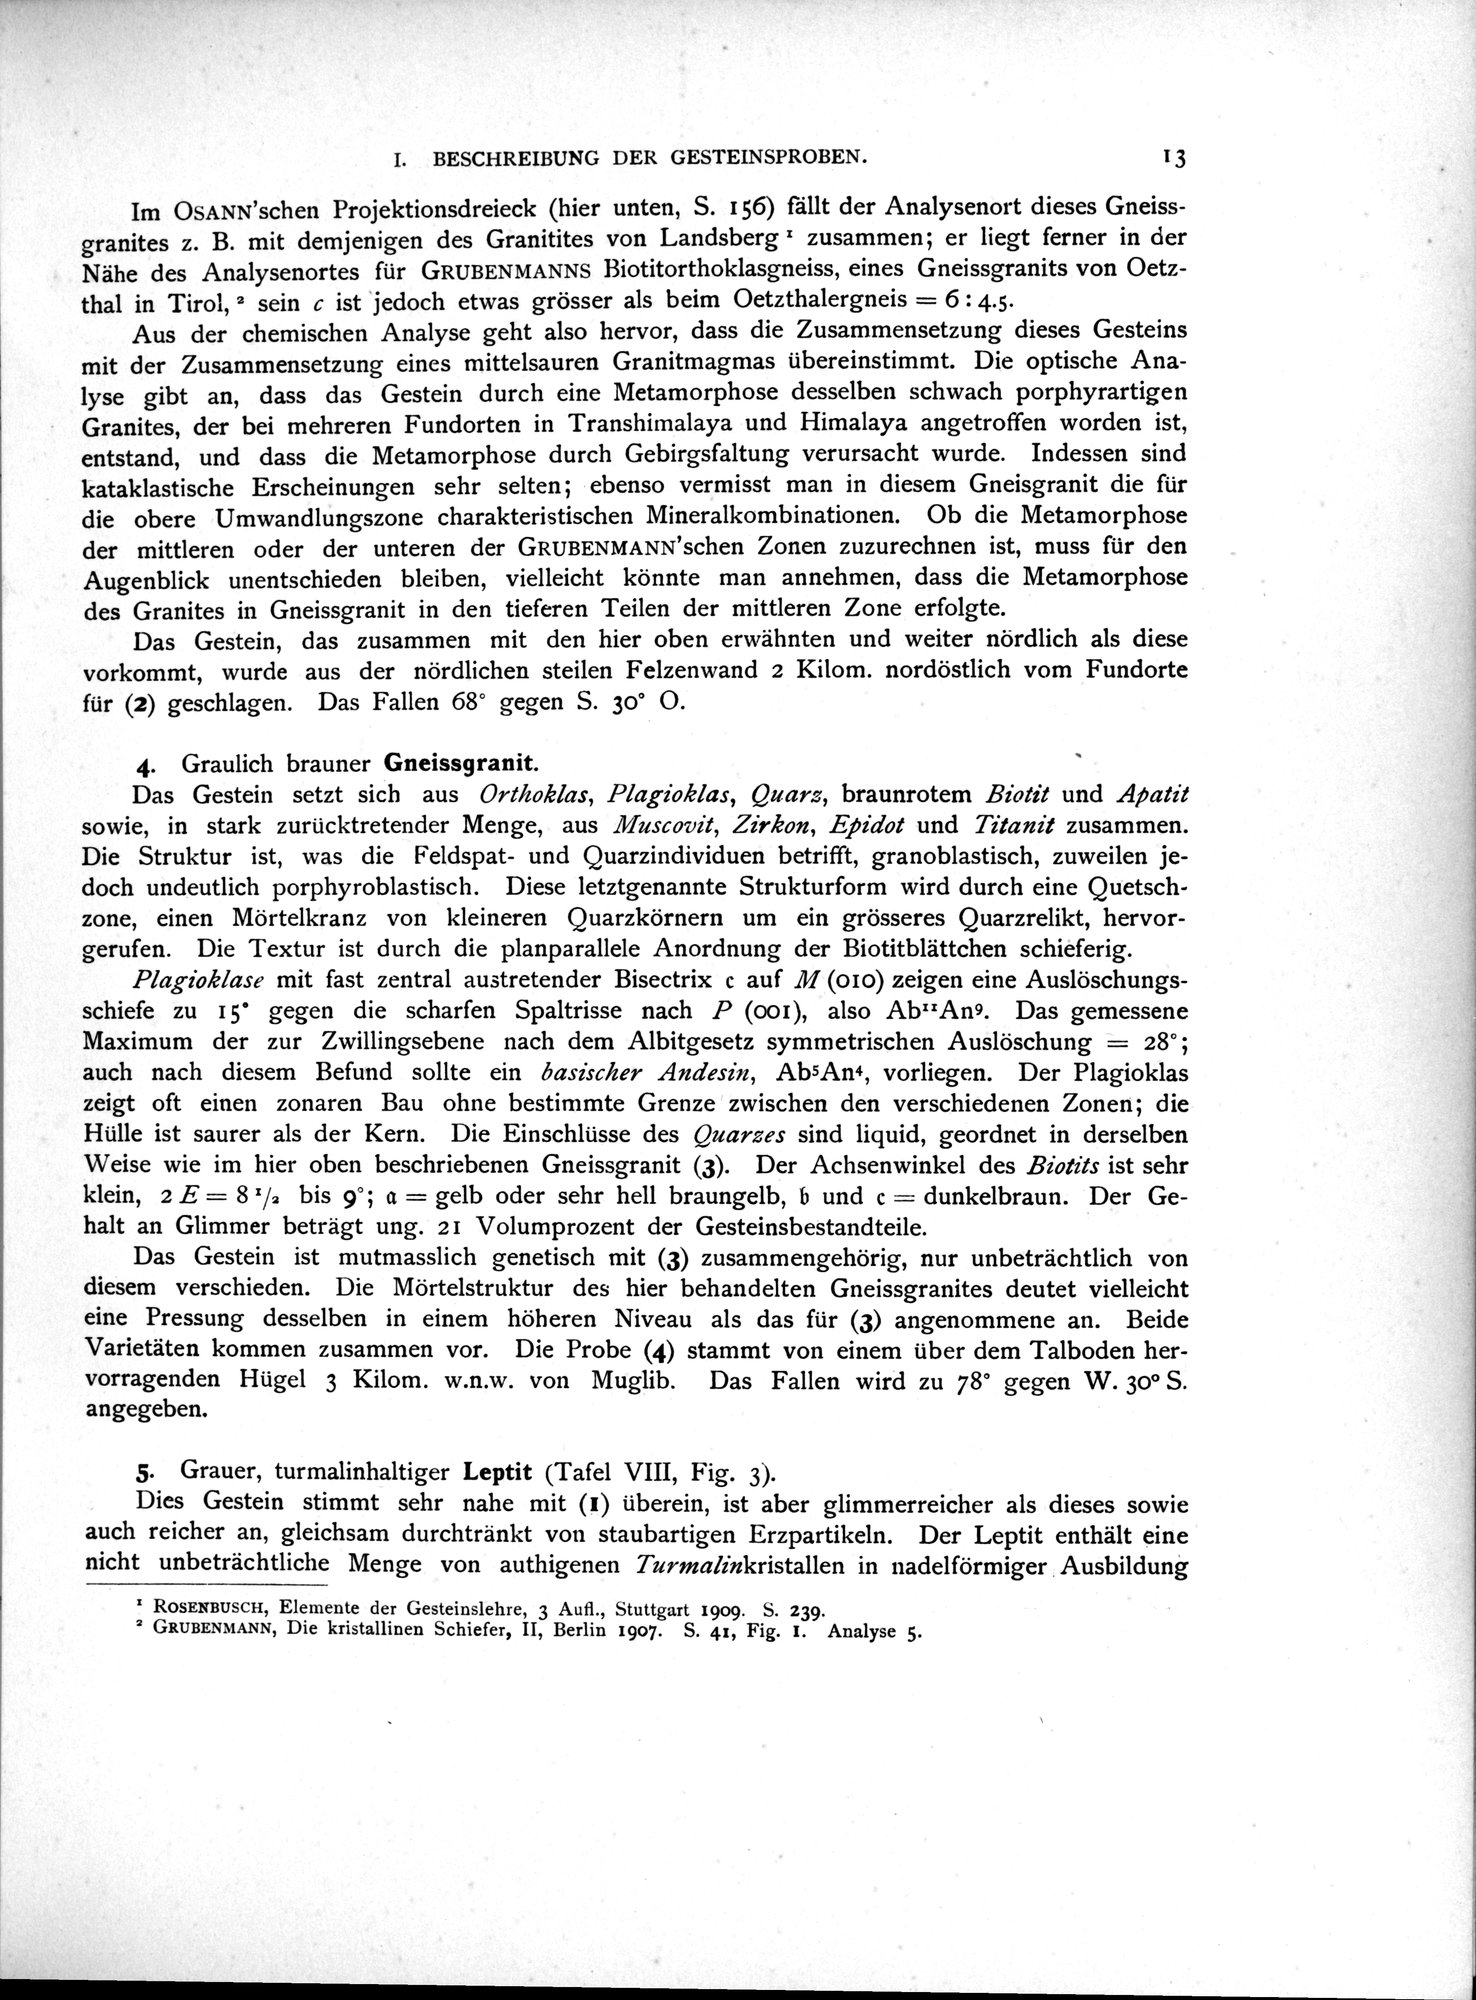 I. BESCHREIBUNG DER GESTEINSPROBEN. 13
Im OSANN'schen Projektionsdreieck (hier unten, S. 156) fällt der Analysenort dieses Gneiss-
granites z. B. mit demjenigen des Granitites von Landsberg¹ zusammen; er liegt ferner in der
Nähe des Analysenortes für GRUBENMANNS Biotitorthoklasgneiss, eines Gneissgranits von Oetz-
thal in Tirol,² sein c ist jedoch etwas grösser als beim Oetzthalergneis = 6 : 4.5.
Aus der chemischen Analyse geht also hervor, dass die Zusammensetzung dieses Gesteins
mit der Zusammensetzung eines mittelsauren Granitmagmas übereinstimmt. Die optische Ana-
lyse gibt an, dass das Gestein durch eine Metamorphose desselben schwach porphyrartigen
Granites, der bei mehreren Fundorten in Transhimalaya und Himalaya angetroffen worden ist,
entstand, und dass die Metamorphose durch Gebirgsfaltung verursacht wurde. Indessen sind
kataklastische Erscheinungen sehr selten; ebenso vermisst man in diesem Gneisgranit die für
die obere Umwandlungszone charakteristischen Mineralkombinationen. Ob die Metamorphose
der mittleren oder der unteren der GRUBENMANN'schen Zonen zuzurechnen ist, muss für den
Augenblick unentschieden bleiben, vielleicht könnte man annehmen, dass die Metamorphose
des Granites in Gneissgranit in den tieferen Teilen der mittleren Zone erfolgte.
Das Gestein, das zusammen mit den hier oben erwähnten und weiter nördlich als diese
vorkommt, wurde aus der nördlichen steilen Felzenwand 2 Kilom. nordöstlich vom Fundorte
für (2) geschlagen. Das Fallen 68° gegen S. 30° O.
4. Graulich brauner Gneissgranit.
Das Gestein setzt sich aus Orthoklas, Plagioklas, Quarz, braunrotem Biotit und Apatit
sowie, in stark zurücktretender Menge, aus Muscovit, Zirkon, Epidot und Titanit zusammen.
Die Struktur ist, was die Feldspat- und Quarzindividuen betrifft, granoblastisch, zuweilen je-
doch undeutlich porphyroblastisch. Diese letztgenannte Strukturform wird durch eine Quetsch-
zone, einen Mörtelkranz von kleineren Quarzkörnern um ein grösseres Quarzrelikt, hervor-
gerufen. Die Textur ist durch die planparallele Anordnung der Biotitblättchen schieferig.
Plagioklase mit fast zentral austretender Bisectrix c auf M (010) zeigen eine Auslöschungs-
schiefe zu 15° gegen die scharfen Spaltrisse nach P (001), also Ab¹¹An⁹. Das gemessene
Maximum der zur Zwillingsebene nach dem Albitgesetz symmetrischen Auslöschung = 28°;
auch nach diesem Befund sollte ein basischer Andesin, Ab⁵An⁴, vorliegen. Der Plagioklas
zeigt oft einen zonaren Bau ohne bestimmte Grenze zwischen den verschiedenen Zonen; die
Hülle ist saurer als der Kern. Die Einschlüsse des Quarzes sind liquid, geordnet in derselben
Weise wie im hier oben beschriebenen Gneissgranit (3). Der Achsenwinkel des Biotits ist sehr
klein, 2 E = 8 1/2 bis 9°; a = gelb oder sehr hell braungelb, b und c = dunkelbraun. Der Ge-
halt an Glimmer beträgt ung. 21 Volumprozent der Gesteinsbestandteile.
Das Gestein ist mutmasslich genetisch mit (3) zusammengehörig, nur unbeträchtlich von
diesem verschieden. Die Mörtelstruktur des hier behandelten Gneissgranites deutet vielleicht
eine Pressung desselben in einem höheren Niveau als das für (3) angenommene an. Beide
Varietäten kommen zusammen vor. Die Probe (4) stammt von einem über dem Talboden her-
vorragenden Hügel 3 Kilom. w.n.w. von Muglib. Das Fallen wird zu 78° gegen W. 30° S.
angegeben.
5. Grauer, turmalinhaltiger Leptit (Tafel VIII, Fig. 3).
Dies Gestein stimmt sehr nahe mit (1) überein, ist aber glimmerreicher als dieses sowie
auch reicher an, gleichsam durchtränkt von staubartigen Erzpartikeln. Der Leptit enthält eine
nicht unbeträchtliche Menge von authigenen Turmalinkristallen in nadelförmiger Ausbildung
¹ ROSENBUSCH, Elemente der Gesteinslehre, 3 Aufl., Stuttgart 1909. S. 239.
² GRUBENMANN, Die kristallinen Schiefer, II, Berlin 1907. S. 41, Fig. 1. Analyse 5.